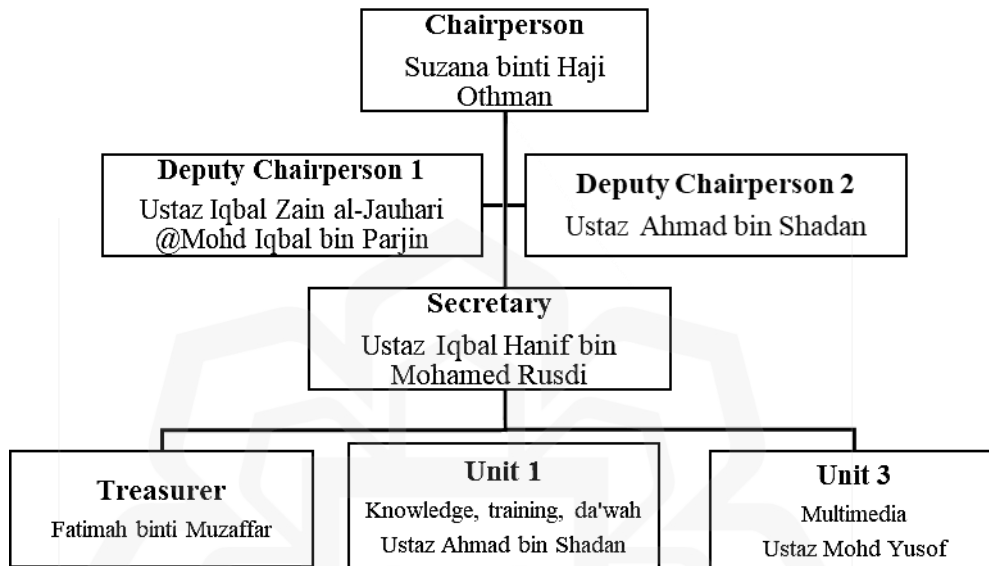 Chairperson
Suzana binti Haji
Othman
Deputy Chairperson 1
Ustaz Iqbal Zain al-Jauhari
@Mohd Iqbal bin Parjin
Deputy Chairperson 2
Ustaz Ahmad bin Shadan
Secretary
Ustaz Iqbal Hanif bin
Mohamed Rusdi
Treasurer
Fatimah binti Muzaffar
Unit 1
Knowledge, training, da'wah
Ustaz Ahmad bin Shadan
Unit 3
Multimedia
Ustaz Mohd Yusof